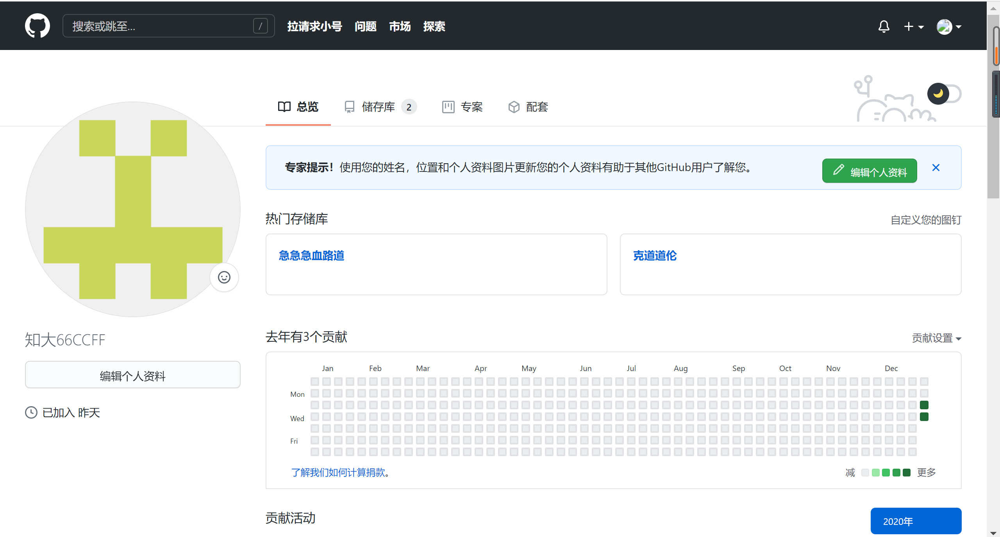 搜索或跳至...
/
拉请求小号 问题 市场 探索
总览
储存库 2
专案
配套
专家提示！使用您的姓名，位置和个人资料图片更新您的个人资料有助于其他GitHub用户了解您。
编辑个人资料
热门存储库
自定义您的图钉
急急急血路道
克道道伦
知大66CCFF
编辑个人资料
已加入 昨天
去年有3个贡献
贡献设置
Jan Feb Mar Apr May Jun Jul Aug Sep Oct Nov Dec
Mon
Wed
Fri
了解我们如何计算捐款。
减 更多
贡献活动
2020年